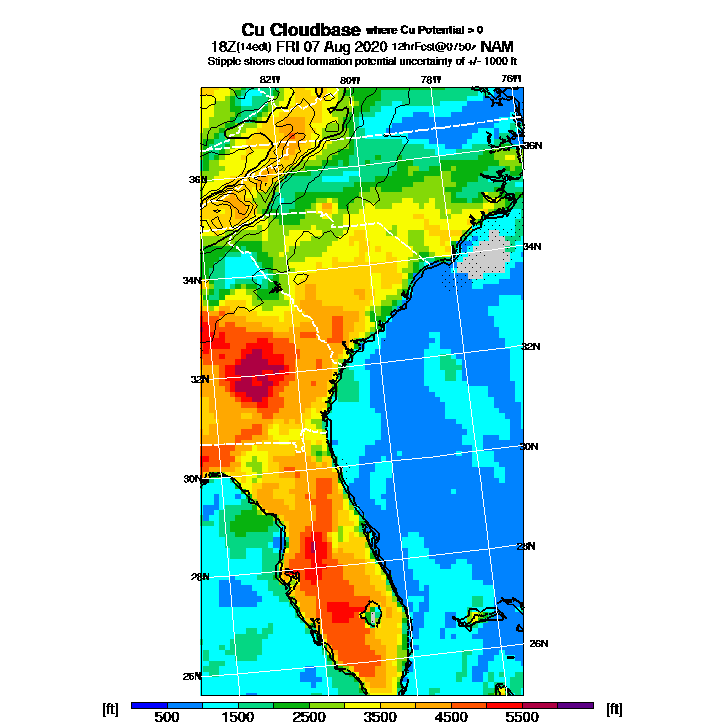 Cu Cloudbase where Cu Potential > 0
18Z(14edt) FRI 07 Aug 2020 12hrFcst@0750z NAM
Stipple shows cloud formation potential uncertainty of +/- 1000 ft
82W 80W 78W 76W
36N
36N
34N
34N
32N
32N
30N
30N
28N
28N
26N
26N
[ft] 500 1500 2500 3500 4500 5500 [ft]